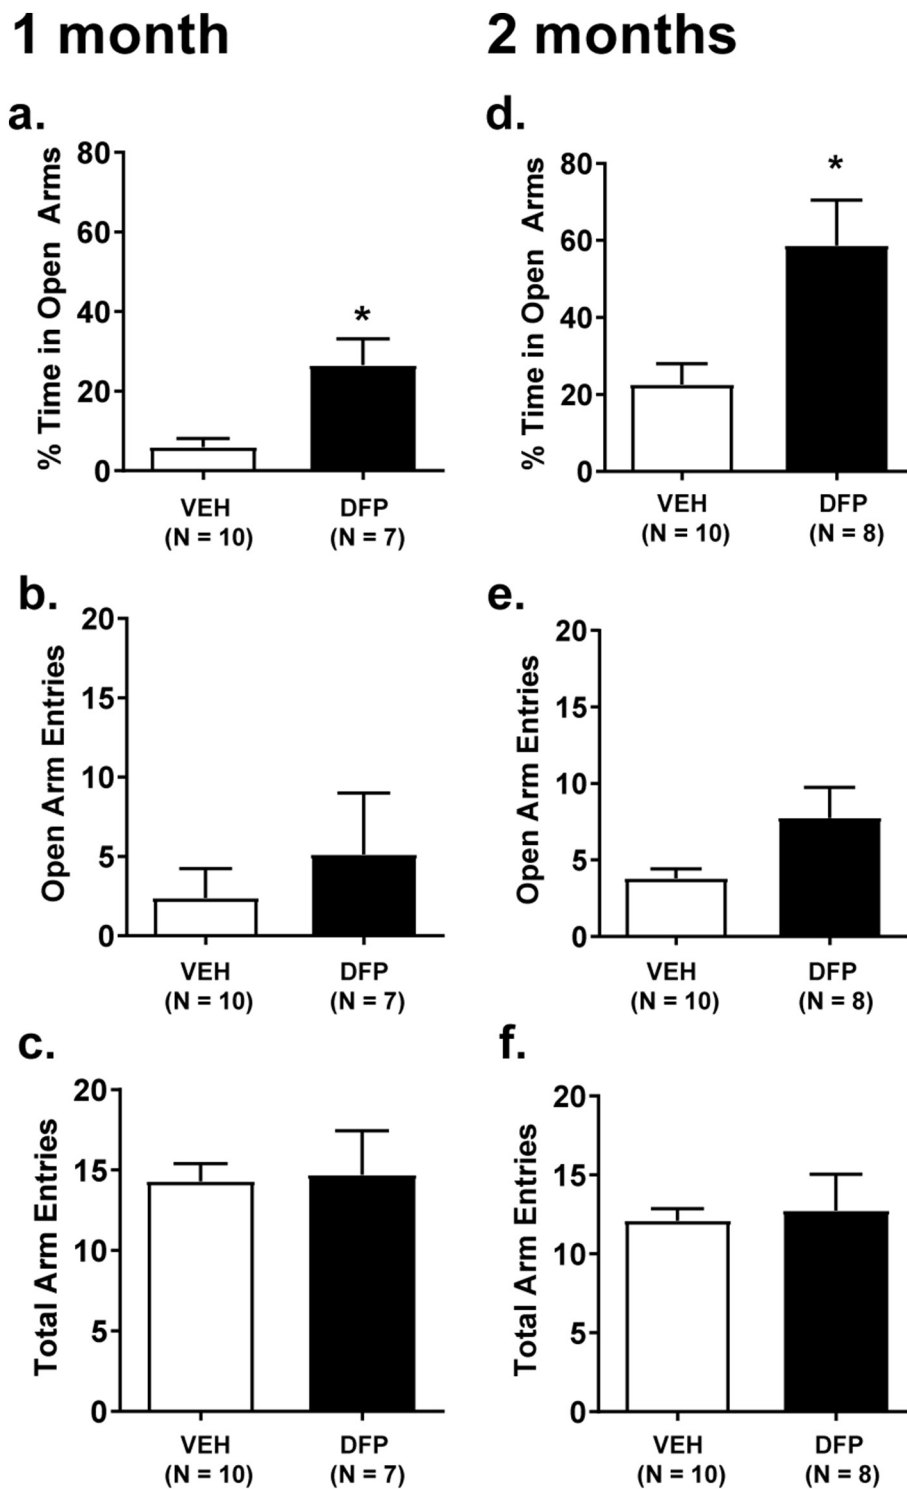 1 month
2 months
a.
% Time in Open Arms
80
60
40
20
0
*
VEH
(N = 10)
DFP
(N = 7)
d.
% Time in Open Arms
80
60
40
20
0
*
VEH
(N = 10)
DFP
(N = 8)
b.
Open Arm Entries
20
15
10
5
0
VEH
(N = 10)
DFP
(N = 7)
e.
Open Arm Entries
20
15
10
5
0
VEH
(N = 10)
DFP
(N = 8)
c.
Total Arm Entries
20
15
10
5
0
VEH
(N = 10)
DFP
(N = 7)
f.
Total Arm Entries
20
15
10
5
0
VEH
(N = 10)
DFP
(N = 8)